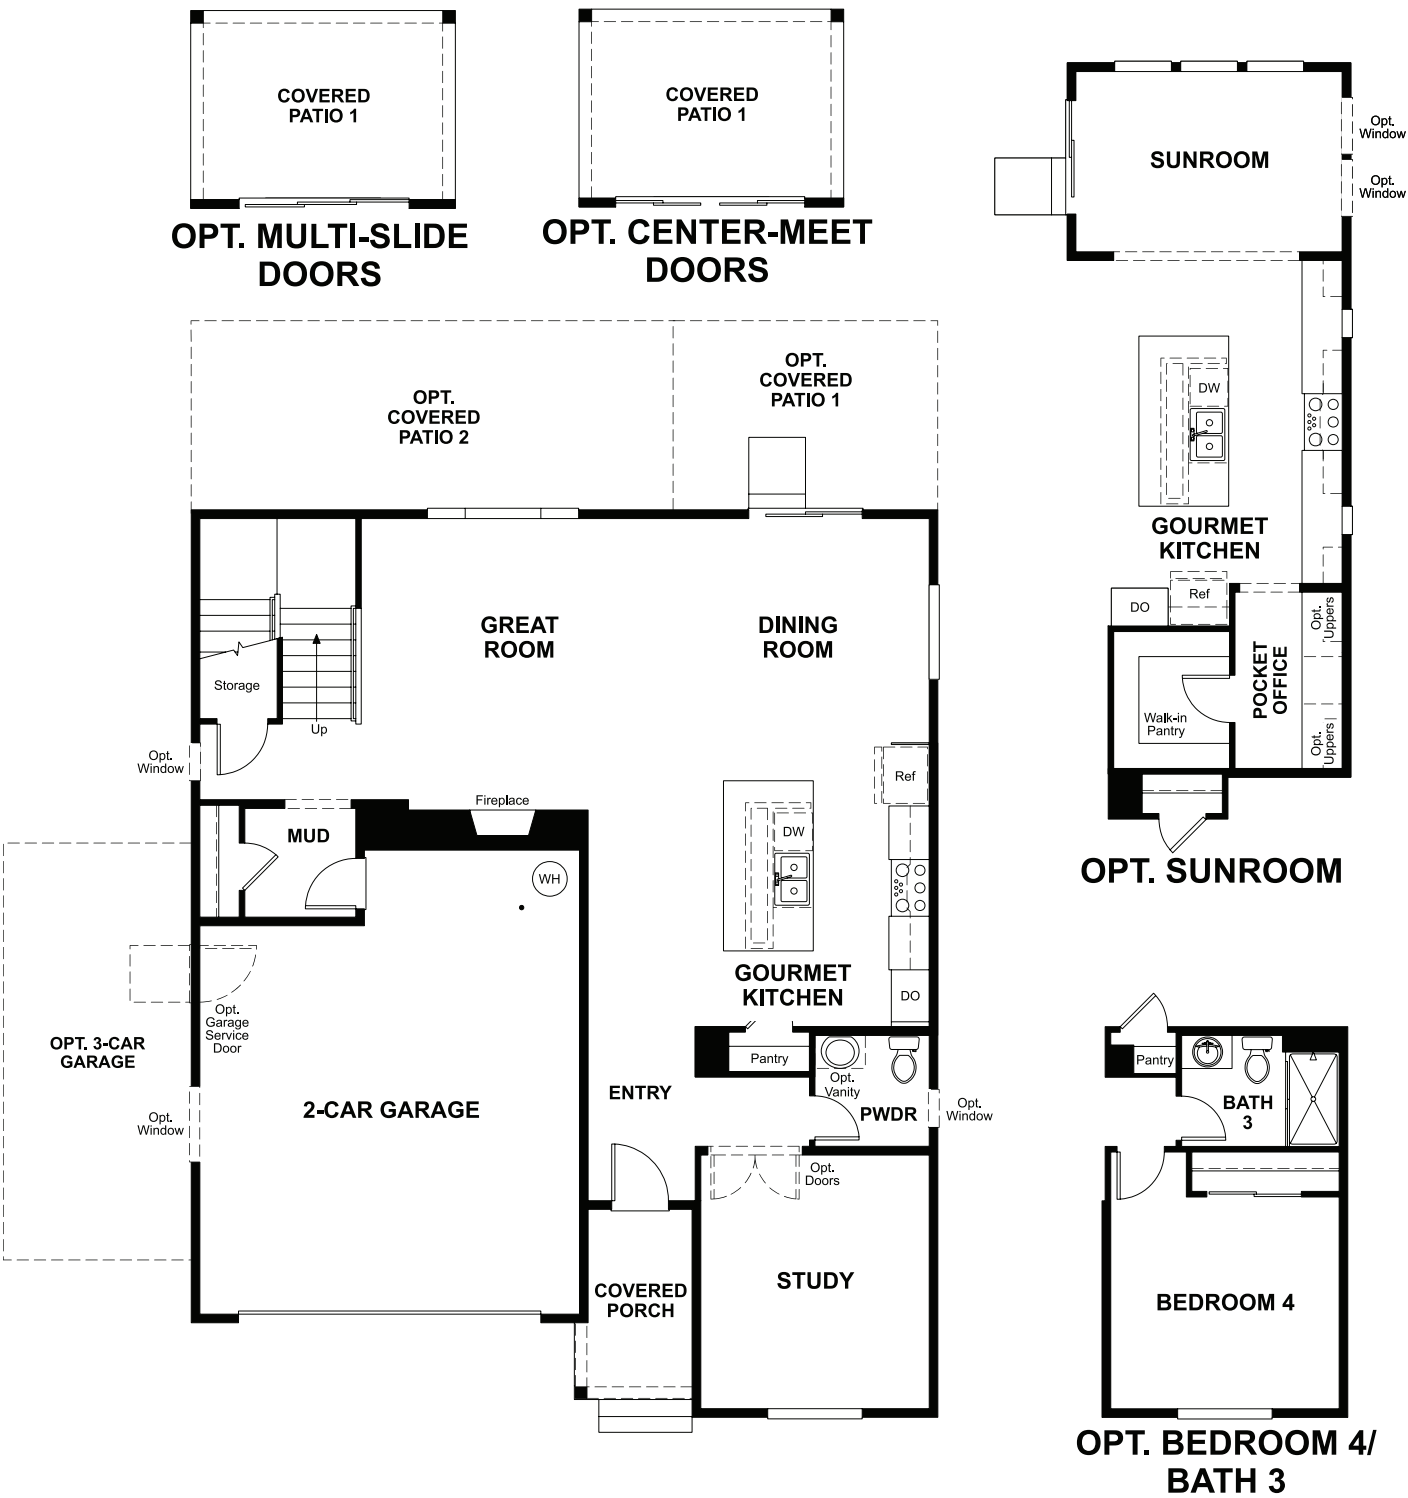 COVERED
PATIO 1
OPT. MULTI-SLIDE
DOORS
COVERED
PATIO 1
OPT. CENTER-MEET
DOORS
SUNROOM
Opt.
Window
Opt.
Window
DW
GOURMET
KITCHEN
DO
Ref
Opt.
Uppers
POCKET
OFFICE
Walk-in
Pantry
Opt.
Uppers
OPT. SUNROOM
OPT.
COVERED
PATIO 2
OPT.
COVERED
PATIO 1
GREAT
ROOM
DINING
ROOM
Storage
Up
Opt.
Window
Fireplace
MUD
WH
Ref
DW
GOURMET
KITCHEN
DO
OPT. 3-CAR
GARAGE
Opt.
Garage
Service
Door
Opt.
Window
2-CAR GARAGE
Pantry
Opt.
Vanity
PWDR
Opt.
Window
ENTRY
Opt.
Doors
COVERED
PORCH
STUDY
Pantry
BATH
3
BEDROOM 4
OPT. BEDROOM 4/
BATH 3